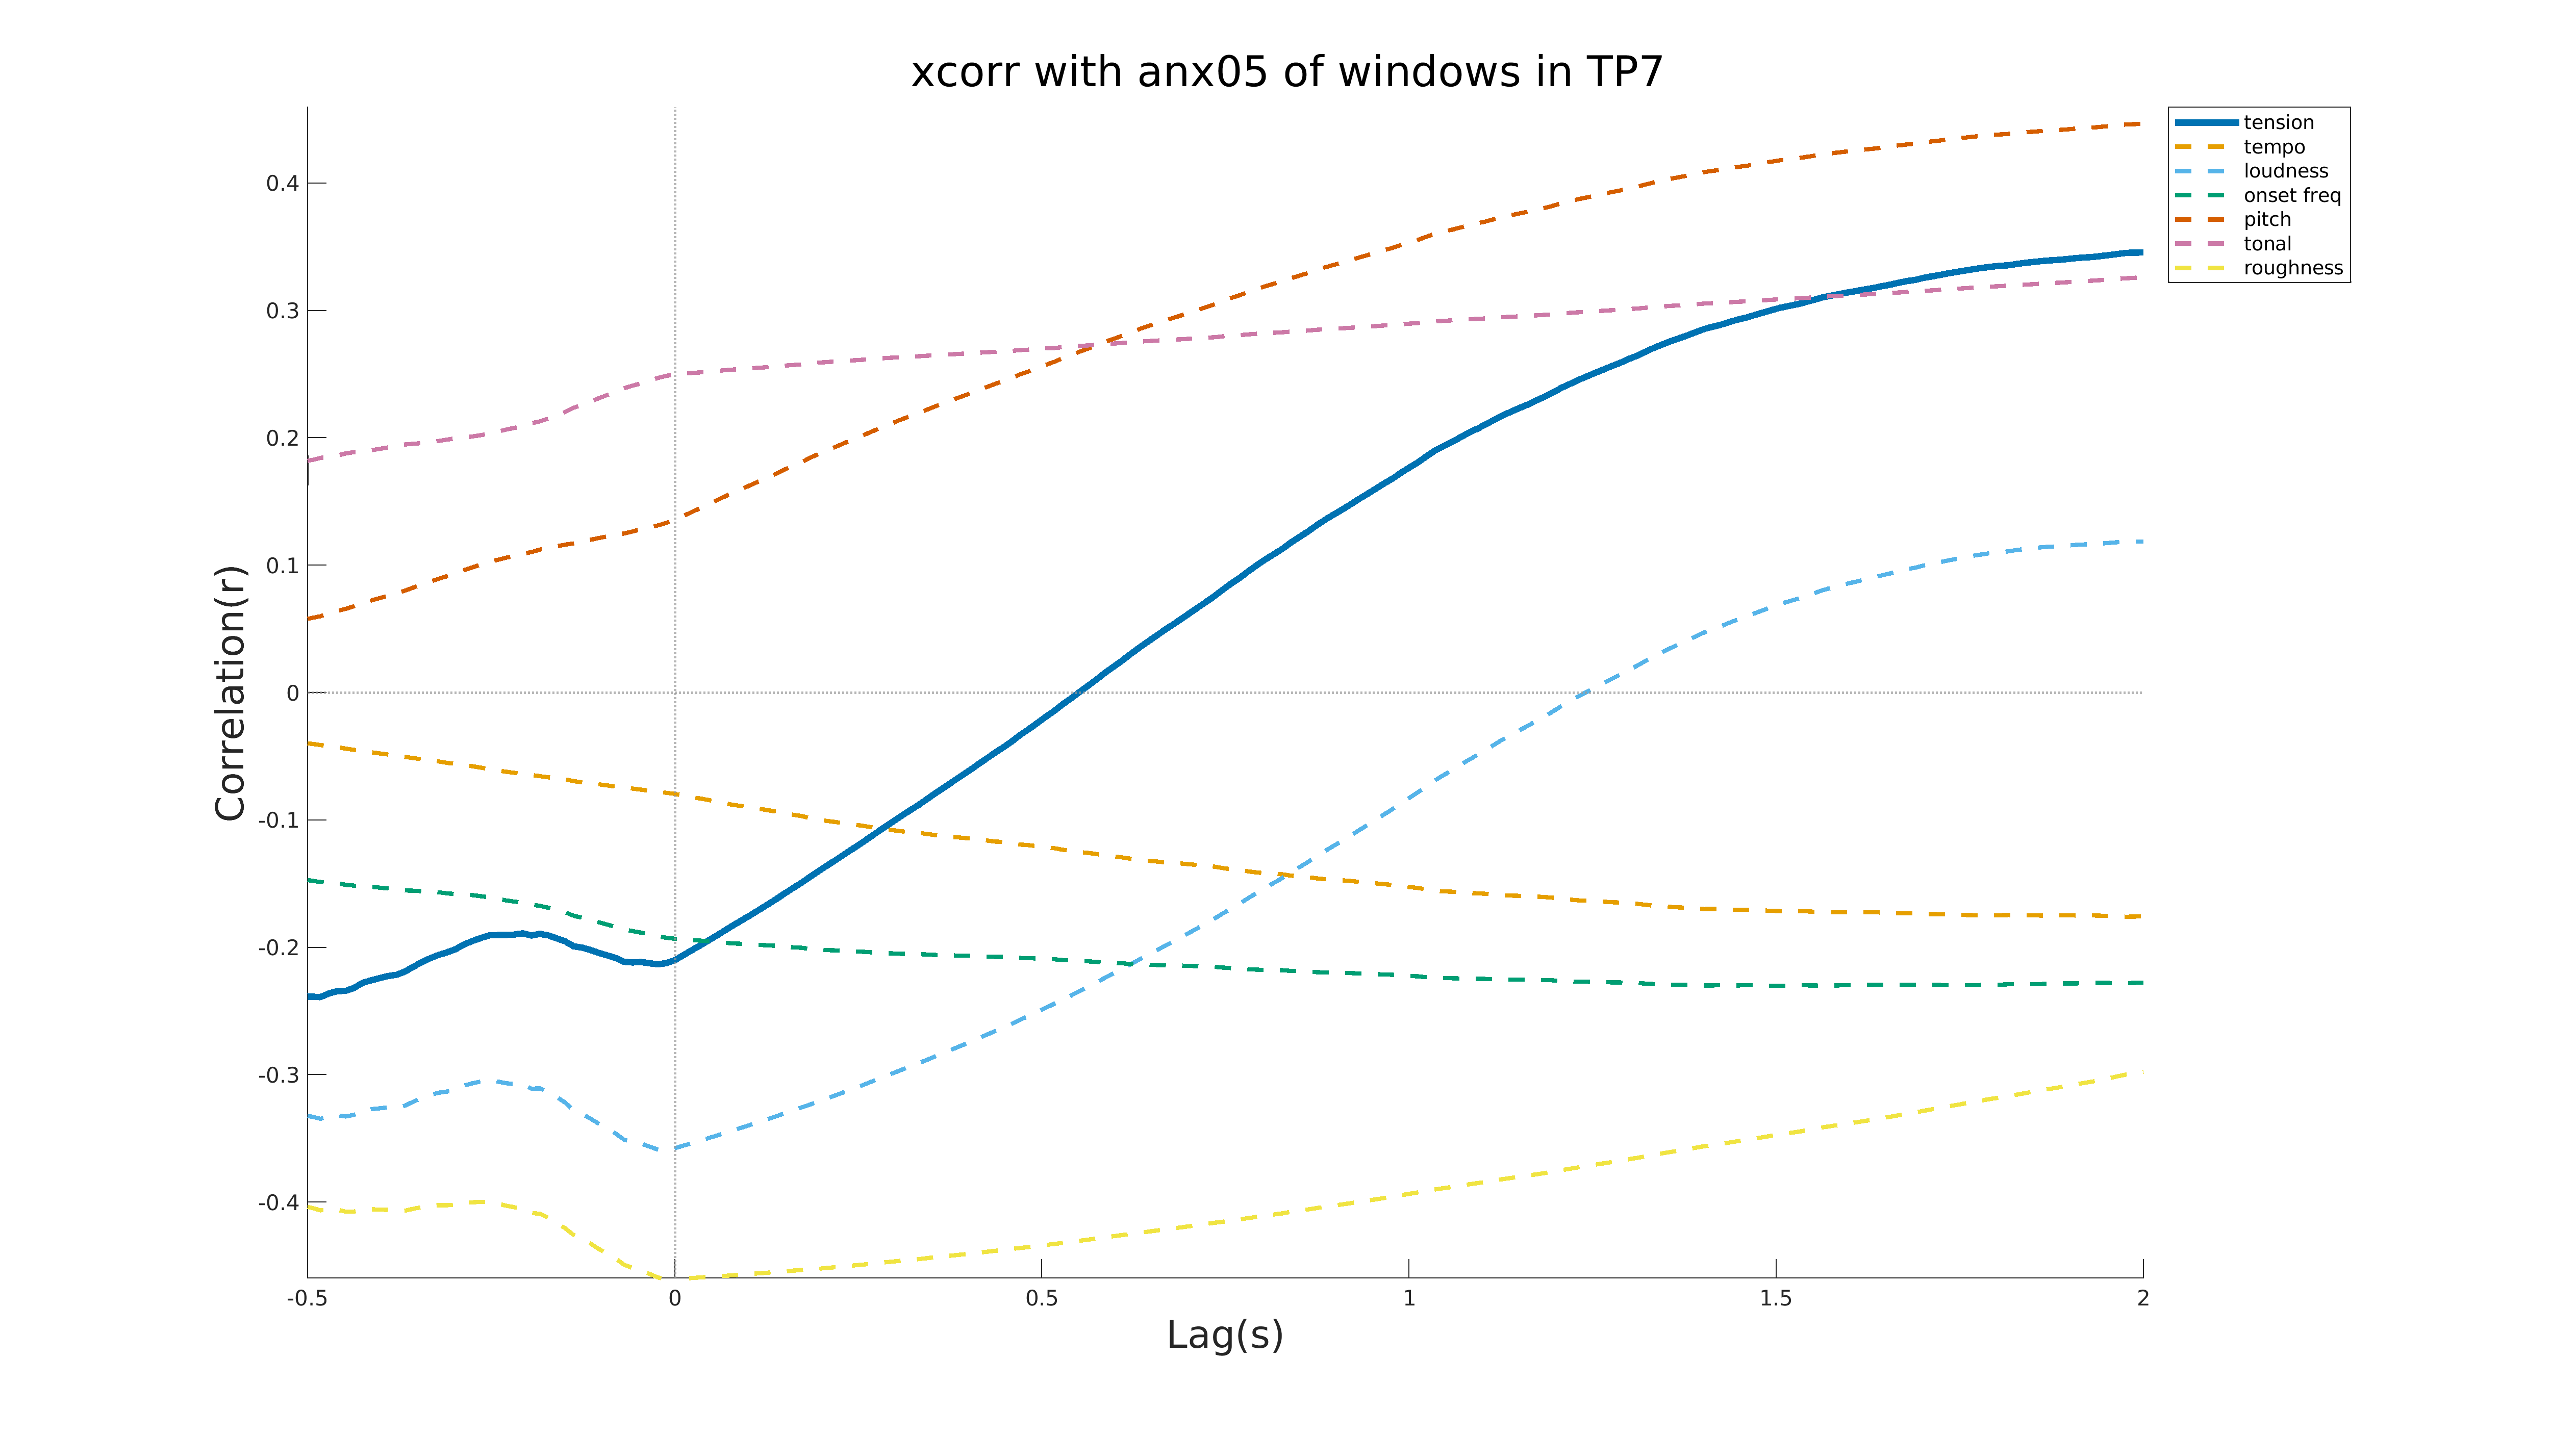 xcorr with anx05 of windows in TP7
tension
tempo
loudness
onset freq
pitch
tonal
roughness
Correlation(r)
0.4
0.3
0.2
0.1
0
-0.1
-0.2
-0.3
-0.4
-0.5
0
0.5
1
1.5
2
Lag(s)